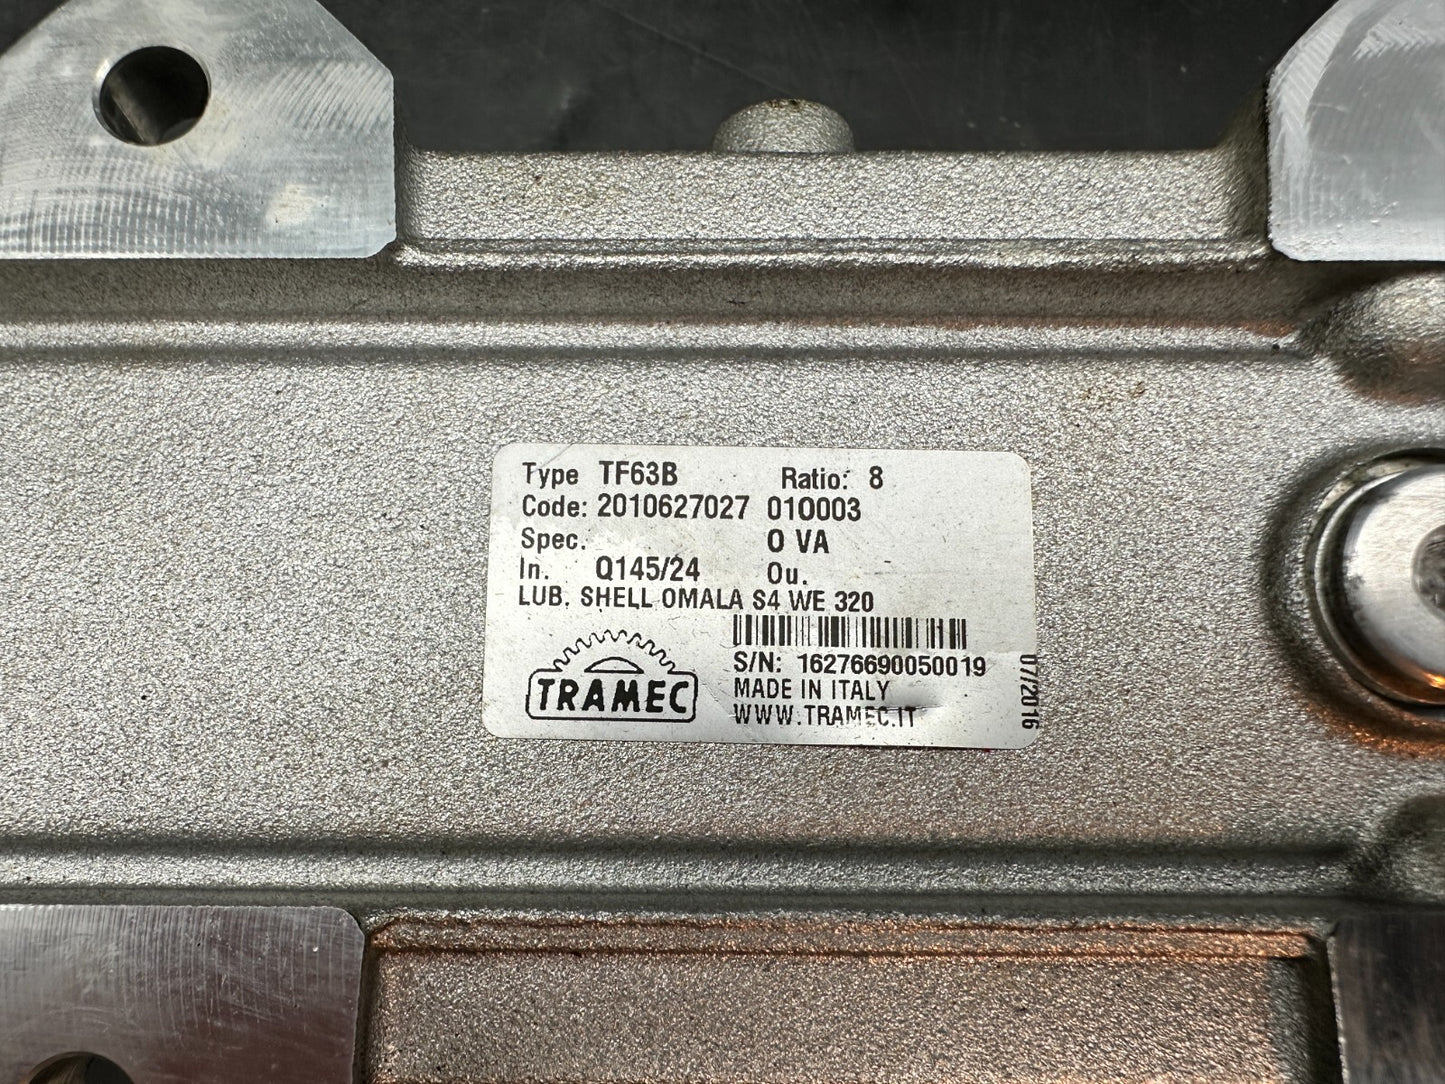 Type TF63B Ratio: 8
Code: 2010627027 010003
Spec. 0 VA
In. Q145/24 Ou.
LUB. SHELL OMALA S4 WE 320
TRAMEC
S/N: 16276690050019
MADE IN ITALY
WWW.TRAMEC.IT
07/2016